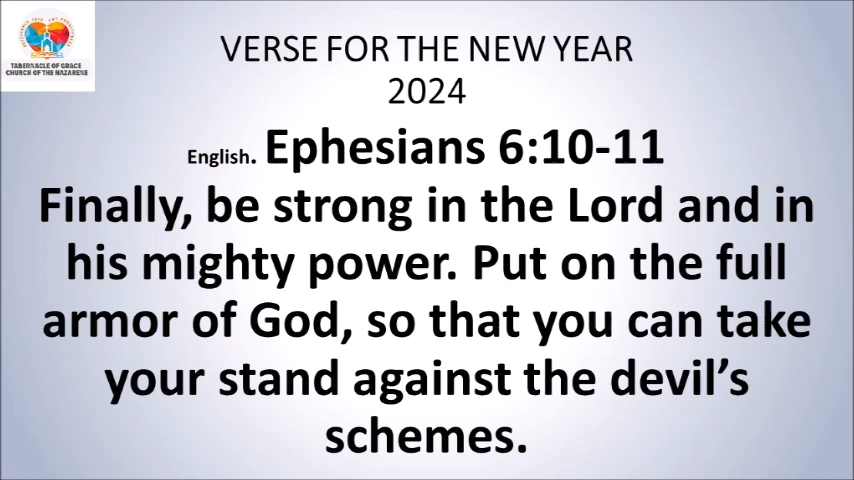 TABERNACLE OF GRACE
CHURCH OF THE NAZARENE
VERSE FOR THE NEW YEAR
2024
English. Ephesians 6:10-11
Finally, be strong in the Lord and in
his mighty power. Put on the full
armor of God, so that you can take
your stand against the devil’s
schemes.